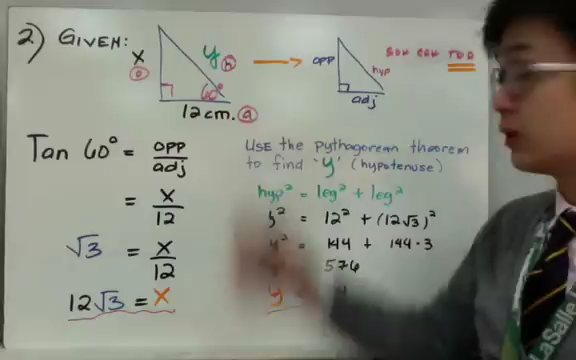 2) GIVEN:
x
o
y
h
60°
12 cm. a
opp
hyp
adj
SOH CAH TOA
Tan 60° = opp
adj
= x
12
√3 = x
12
12√3 = x
USE the pythagorean theorem
to find 'y' (hypotenuse)
hyp² = leg² + leg²
y² = 12² + (12√3)²
y² = 144 + 144·3
576
y
LaSalle